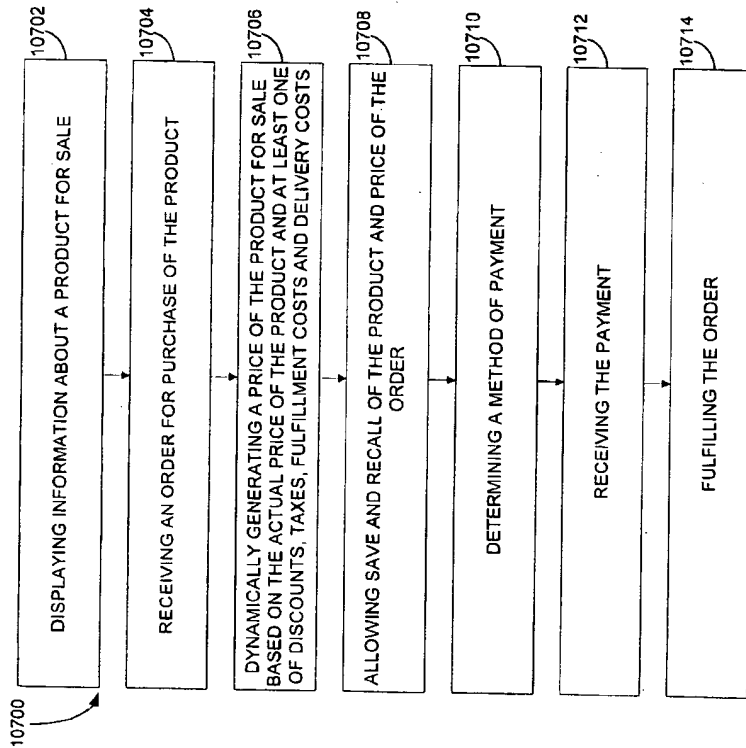 10700
10702
DISPLAYING INFORMATION ABOUT A PRODUCT FOR SALE
10704
RECEIVING AN ORDER FOR PURCHASE OF THE PRODUCT
10706
DYNAMICALLY GENERATING A PRICE OF THE PRODUCT FOR SALE
BASED ON THE ACTUAL PRICE OF THE PRODUCT AND AT LEAST ONE
OF DISCOUNTS, TAXES, FULFILLMENT COSTS AND DELIVERY COSTS
10708
ALLOWING SAVE AND RECALL OF THE PRODUCT AND PRICE OF THE
ORDER
10710
DETERMINING A METHOD OF PAYMENT
10712
RECEIVING THE PAYMENT
10714
FULFILLING THE ORDER